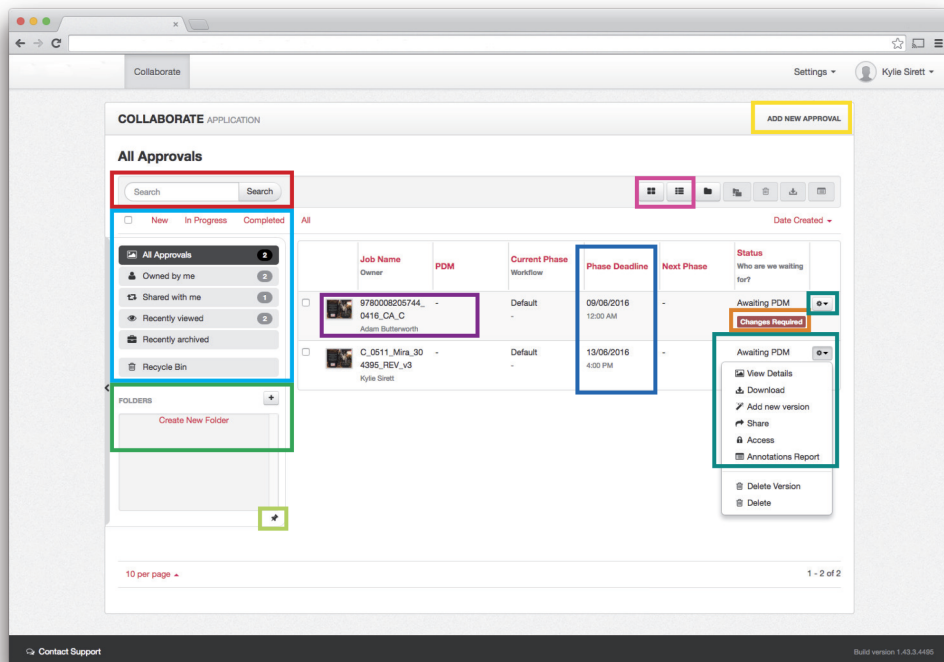 Collaborate
Settings
Kylie Sirett
COLLABORATE APPLICATION
ADD NEW APPROVAL
All Approvals
Search
Search
New In Progress Completed All
Date Created
All Approvals 2
Owned by me 2
Shared with me 1
Recently viewed 2
Recently archived
Recycle Bin
FOLDERS +
Create New Folder
10 per page
Job Name
Owner
PDM
Current Phase
Workflow
Phase Deadline
Next Phase
Status
Who are we waiting
for?
9780008205744_
0416_CA_C
Adam Butterworth
-
Default
-
09/06/2016
12:00 AM
-
Awaiting PDM
Changes Required
C_0511_Mira_30
4395_REV_v3
Kylie Sirett
-
Default
-
13/06/2016
4:00 PM
-
Awaiting PDM
View Details
Download
Add new version
Share
Access
Annotations Report
Delete Version
Delete
1 - 2 of 2
Contact Support
Build version 1.43.3.4495